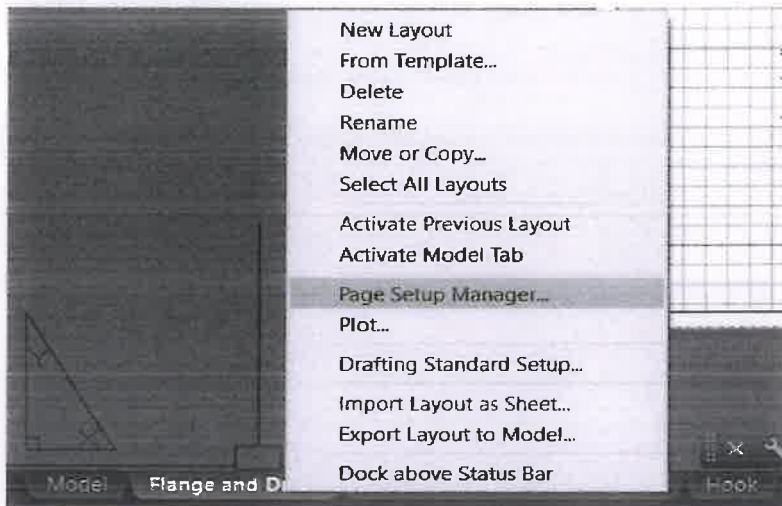 New Layout
From Template...
Delete
Rename
Move or Copy...
Select All Layouts
Activate Previous Layout
Activate Model Tab
Page Setup Manager...
Plot...
Drafting Standard Setup...
Import Layout as Sheet...
Export Layout to Model...
Dock above Status Bar
Model
Flange and
Hook